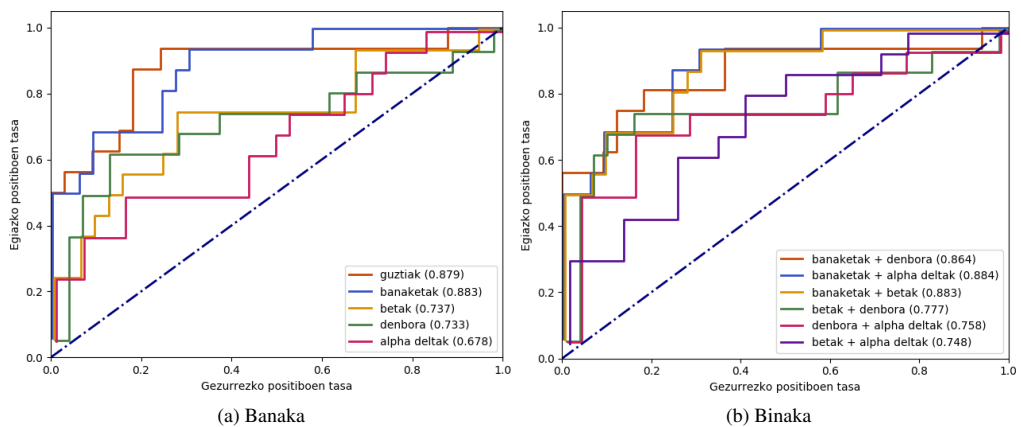 1.0
0.8
0.6
0.4
0.2
0.0
Egiazko positiboen tasa
guztiak (0.879)
banaketak (0.883)
betak (0.737)
denbora (0.733)
alpha deltak (0.678)
0.0 0.2 0.4 0.6 0.8 1.0
Gezurrezko positiboen tasa
(a) Banaka
1.0
0.8
0.6
0.4
0.2
0.0
Egiazko positiboen tasa
banaketak + denbora (0.864)
banaketak + alpha deltak (0.884)
banaketak + betak (0.883)
betak + denbora (0.777)
denbora + alpha deltak (0.758)
betak + alpha deltak (0.748)
0.0 0.2 0.4 0.6 0.8 1.0
Gezurrezko positiboen tasa
(b) Binaka